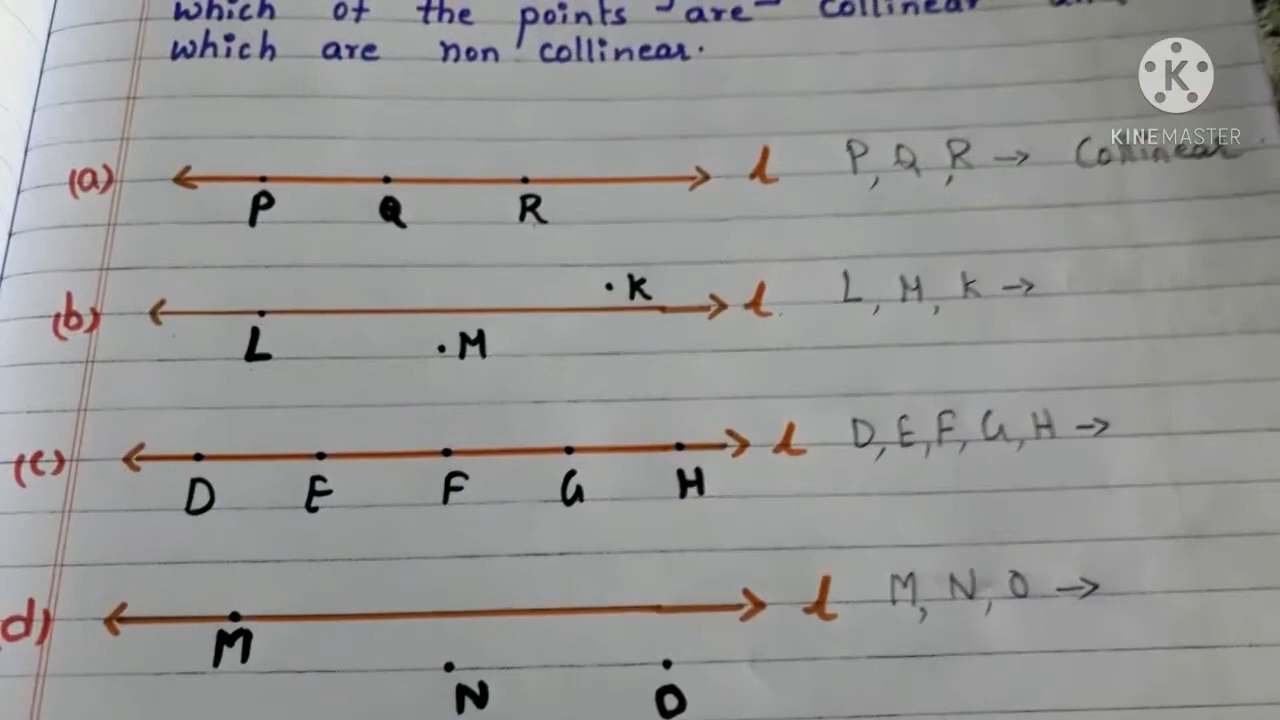 which of the points are collinear
which are non collinear.
K
KINEMASTER
(a) P Q R l P, Q, R → Collinear
(b) L .M .K l L, M, K →
(c) D E F G H l D, E, F, G, H →
d) M N O l M, N, O →